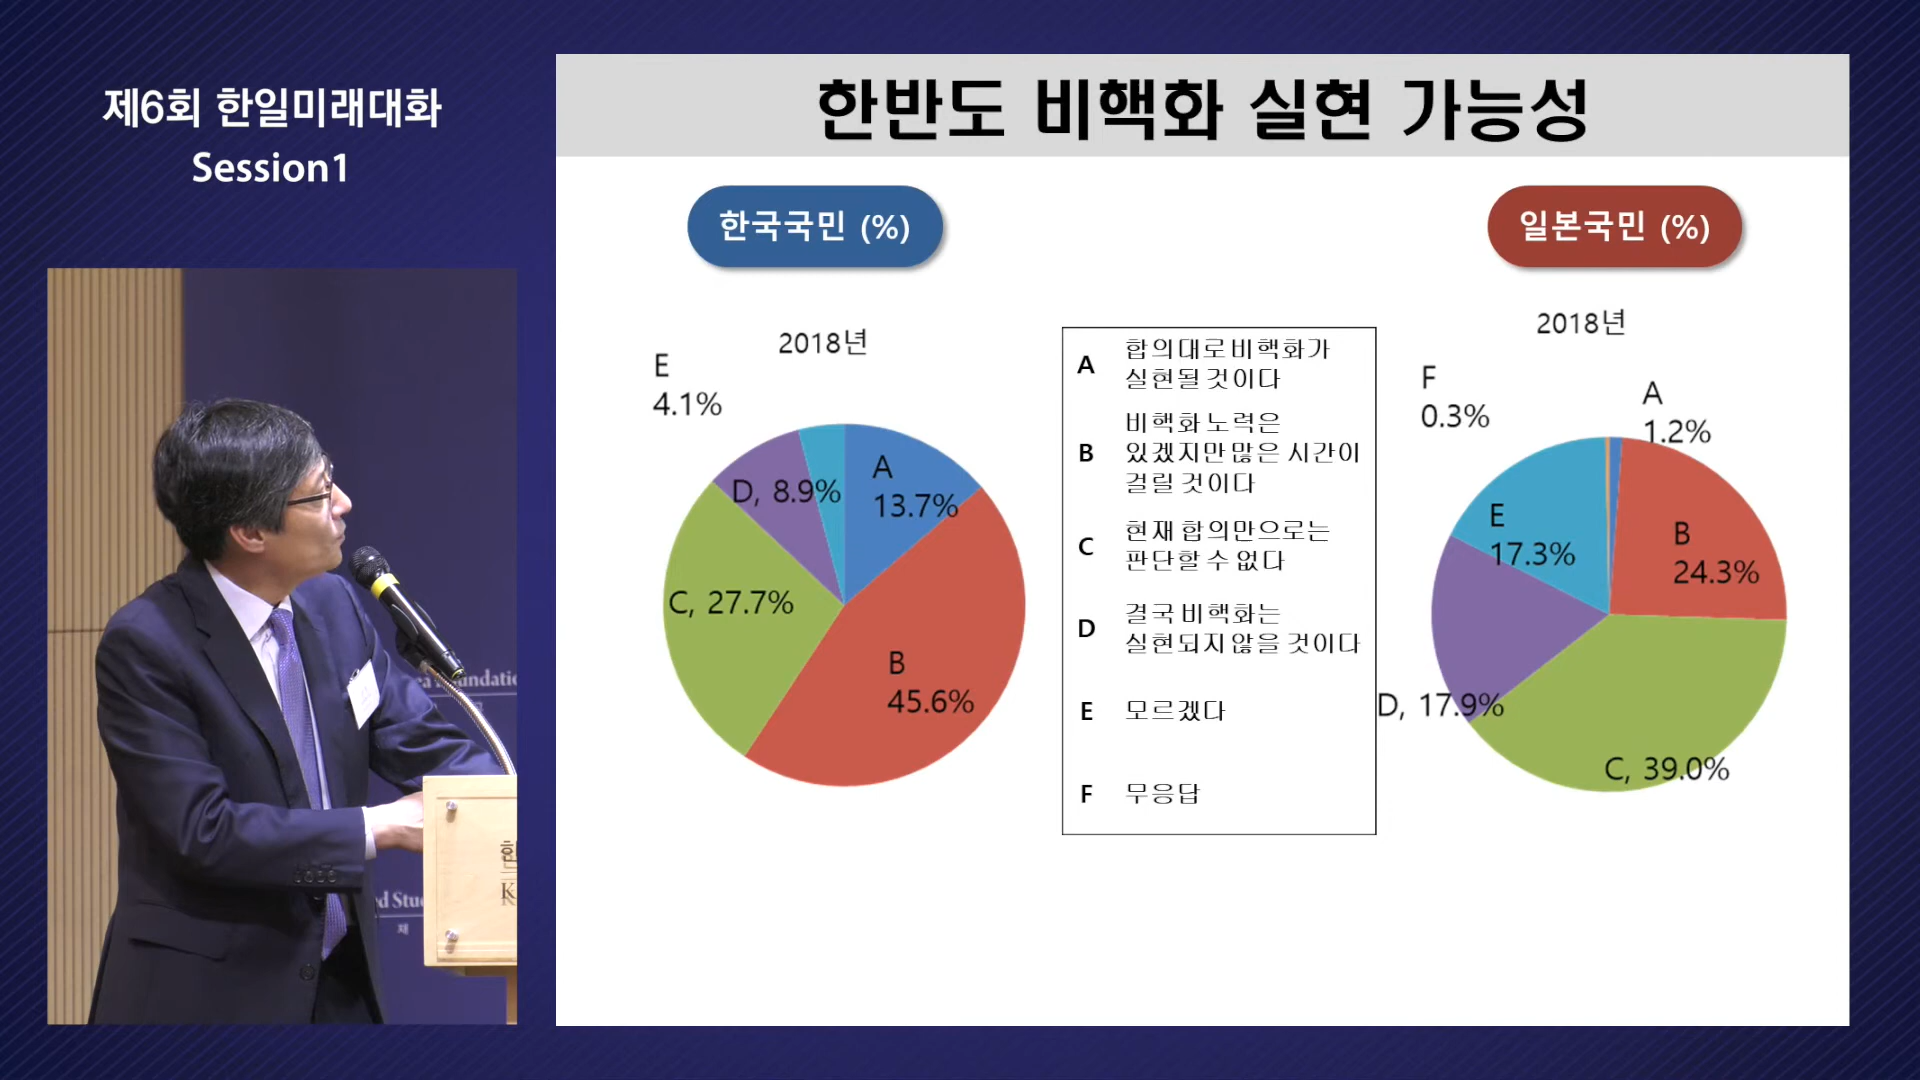 제6회 한일미래대화
Session1
한반도 비핵화 실현 가능성
한국국민 (%)
일본국민 (%)
2018년
E
4.1%
D, 8.9%
A
13.7%
C, 27.7%
B
45.6%
A 합의대로 비핵화가
실현될 것이다
B 비핵화 노력은
있겠지만 많은 시간이
걸릴 것이다
C 현재 합의만으로는
판단할 수 없다
D 결국 비핵화는
실현되지 않을 것이다
E 모르겠다
F 무응답
2018년
F
0.3%
A
1.2%
E
17.3%
B
24.3%
D, 17.9%
C, 39.0%
ed Stu
재
K